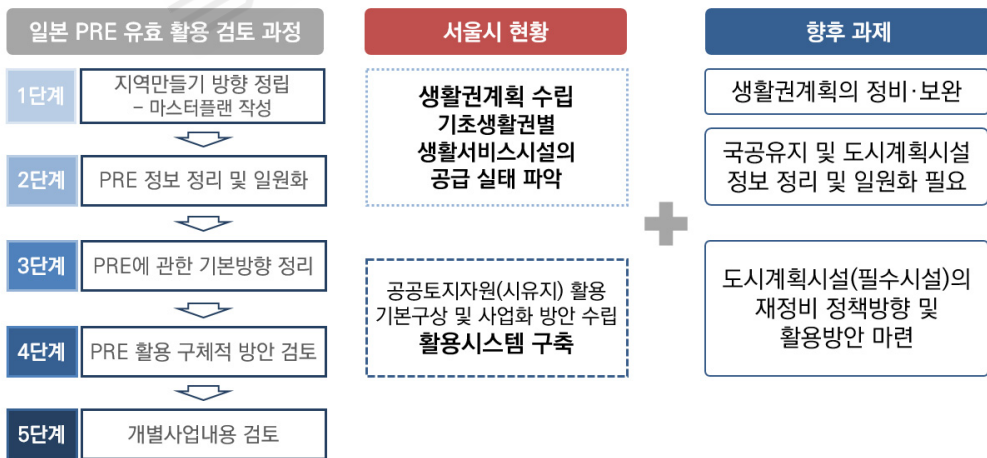 일본 PRE 유효 활용 검토 과정
1단계
지역만들기 방향 정립
– 마스터플랜 작성
2단계
PRE 정보 정리 및 일원화
3단계
PRE에 관한 기본방향 정리
4단계
PRE 활용 구체적 방안 검토
5단계
개별사업내용 검토
서울시 현황
생활권계획 수립
기초생활권별
생활서비스시설의
공급 실태 파악
공공토지자원(시유지) 활용
기본구상 및 사업화 방안 수립
활용시스템 구축
향후 과제
생활권계획의 정비·보완
국공유지 및 도시계획시설
정보 정리 및 일원화 필요
도시계획시설(필수시설)의
재정비 정책방향 및
활용방안 마련